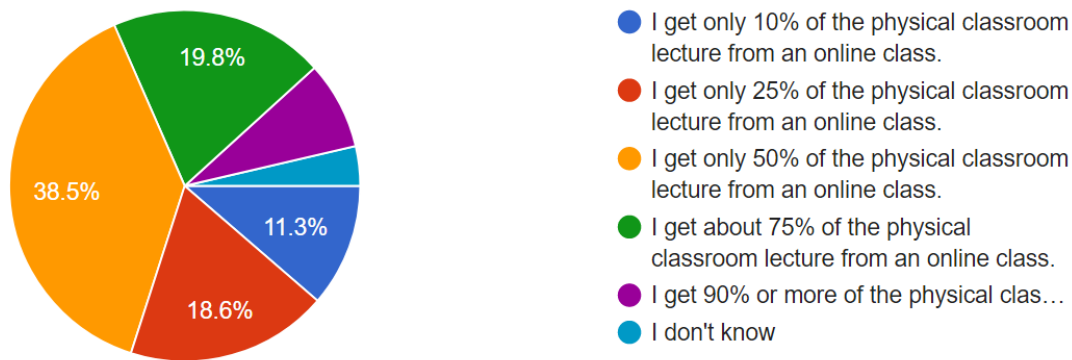 19.8%
38.5%
11.3%
18.6%
I get only 10% of the physical classroom
lecture from an online class.
I get only 25% of the physical classroom
lecture from an online class.
I get only 50% of the physical classroom
lecture from an online class.
I get about 75% of the physical
classroom lecture from an online class.
I get 90% or more of the physical clas…
I don't know